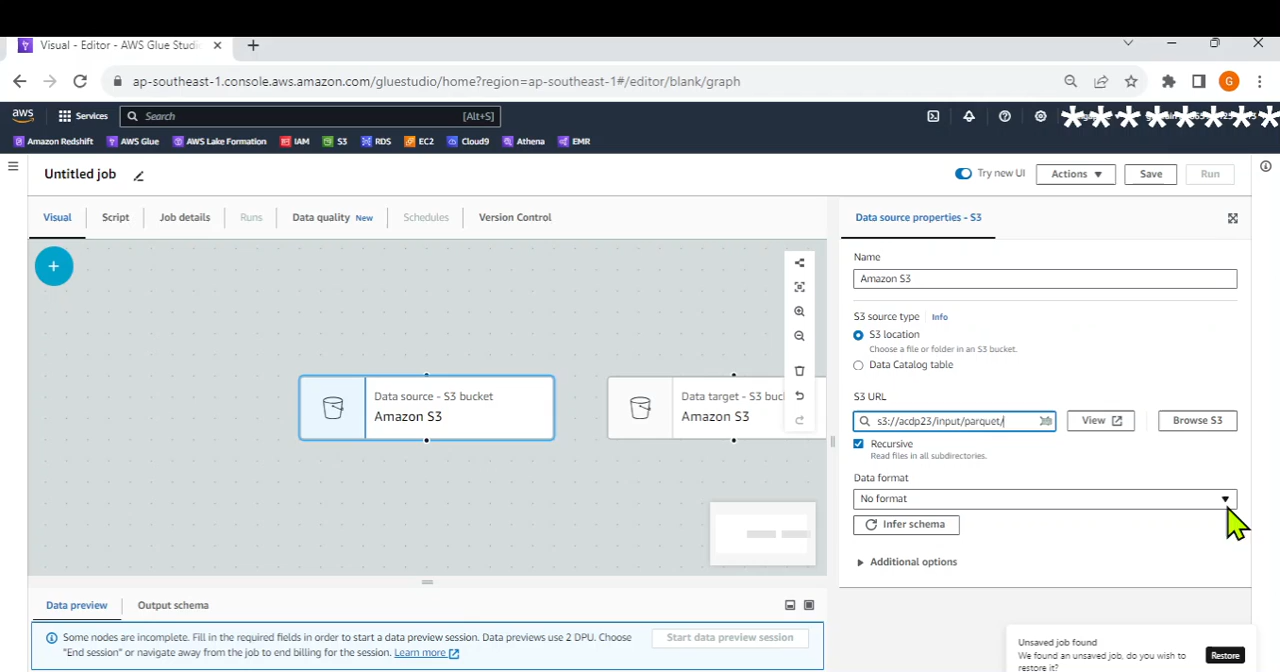 Visual - Editor - AWS Glue Studio
ap-southeast-1.console.aws.amazon.com/gluestudio/home?region=ap-southeast-1#/editor/blank/graph
G
aws Services Search [Alt+S]
Amazon Redshift AWS Glue AWS Lake Formation IAM S3 RDS EC2 Cloud9 Athena EMR
Untitled job
Try new UI Actions Save Run
Visual Script Job details Runs Data quality New Schedules Version Control
Data source properties - S3
Name
Amazon S3
S3 source type Info
S3 location
Choose a file or folder in an S3 bucket.
Data Catalog table
S3 URL
s3://acdp23/input/parquet/
View Browse S3
Recursive
Read files in all subdirectories.
Data format
No format
Infer schema
Additional options
Data source - S3 bucket
Amazon S3
Data target - S3 buc
Amazon S3
Data preview Output schema
Some nodes are incomplete. Fill in the required fields in order to start a data preview session. Data previews use 2 DPU. Choose
"End session" or navigate away from the job to end billing for the session. Learn more
Start data preview session
Unsaved job found
We found an unsaved job, do you wish to
restore it?
Restore